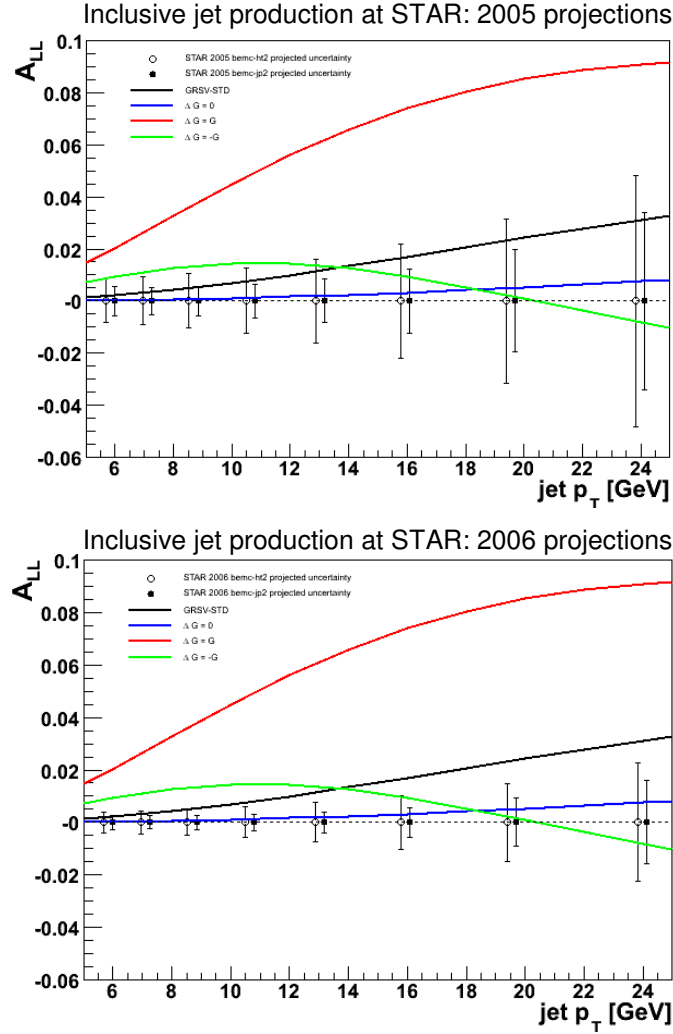 Inclusive jet production at STAR: 2005 projections
A_LL
0.1
STAR 2005 bemc-ht2 projected uncertainty
STAR 2005 bemc-jp2 projected uncertainty
0.08
GRSV-STD
Δ G = 0
Δ G = G
Δ G = -G
0.06
0.04
0.02
-0
-0.02
-0.04
-0.06
6 8 10 12 14 16 18 20 22 24
jet p_T [GeV]
Inclusive jet production at STAR: 2006 projections
A_LL
0.1
STAR 2006 bemc-ht2 projected uncertainty
STAR 2006 bemc-jp2 projected uncertainty
0.08
GRSV-STD
Δ G = 0
Δ G = G
Δ G = -G
0.06
0.04
0.02
-0
-0.02
-0.04
-0.06
6 8 10 12 14 16 18 20 22 24
jet p_T [GeV]